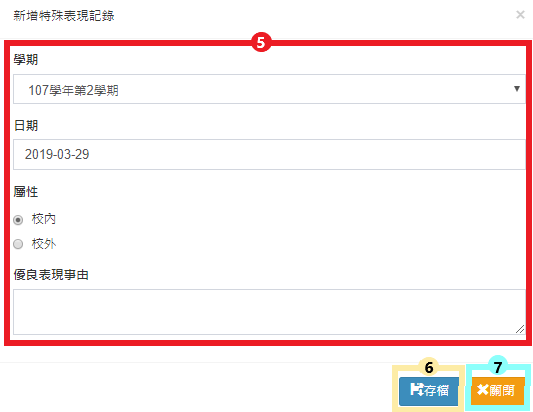 新增特殊表現記錄 ×
5
學期
107學年第2學期
日期
2019-03-29
屬性
校內
校外
優良表現事由
6 7
存檔 關閉